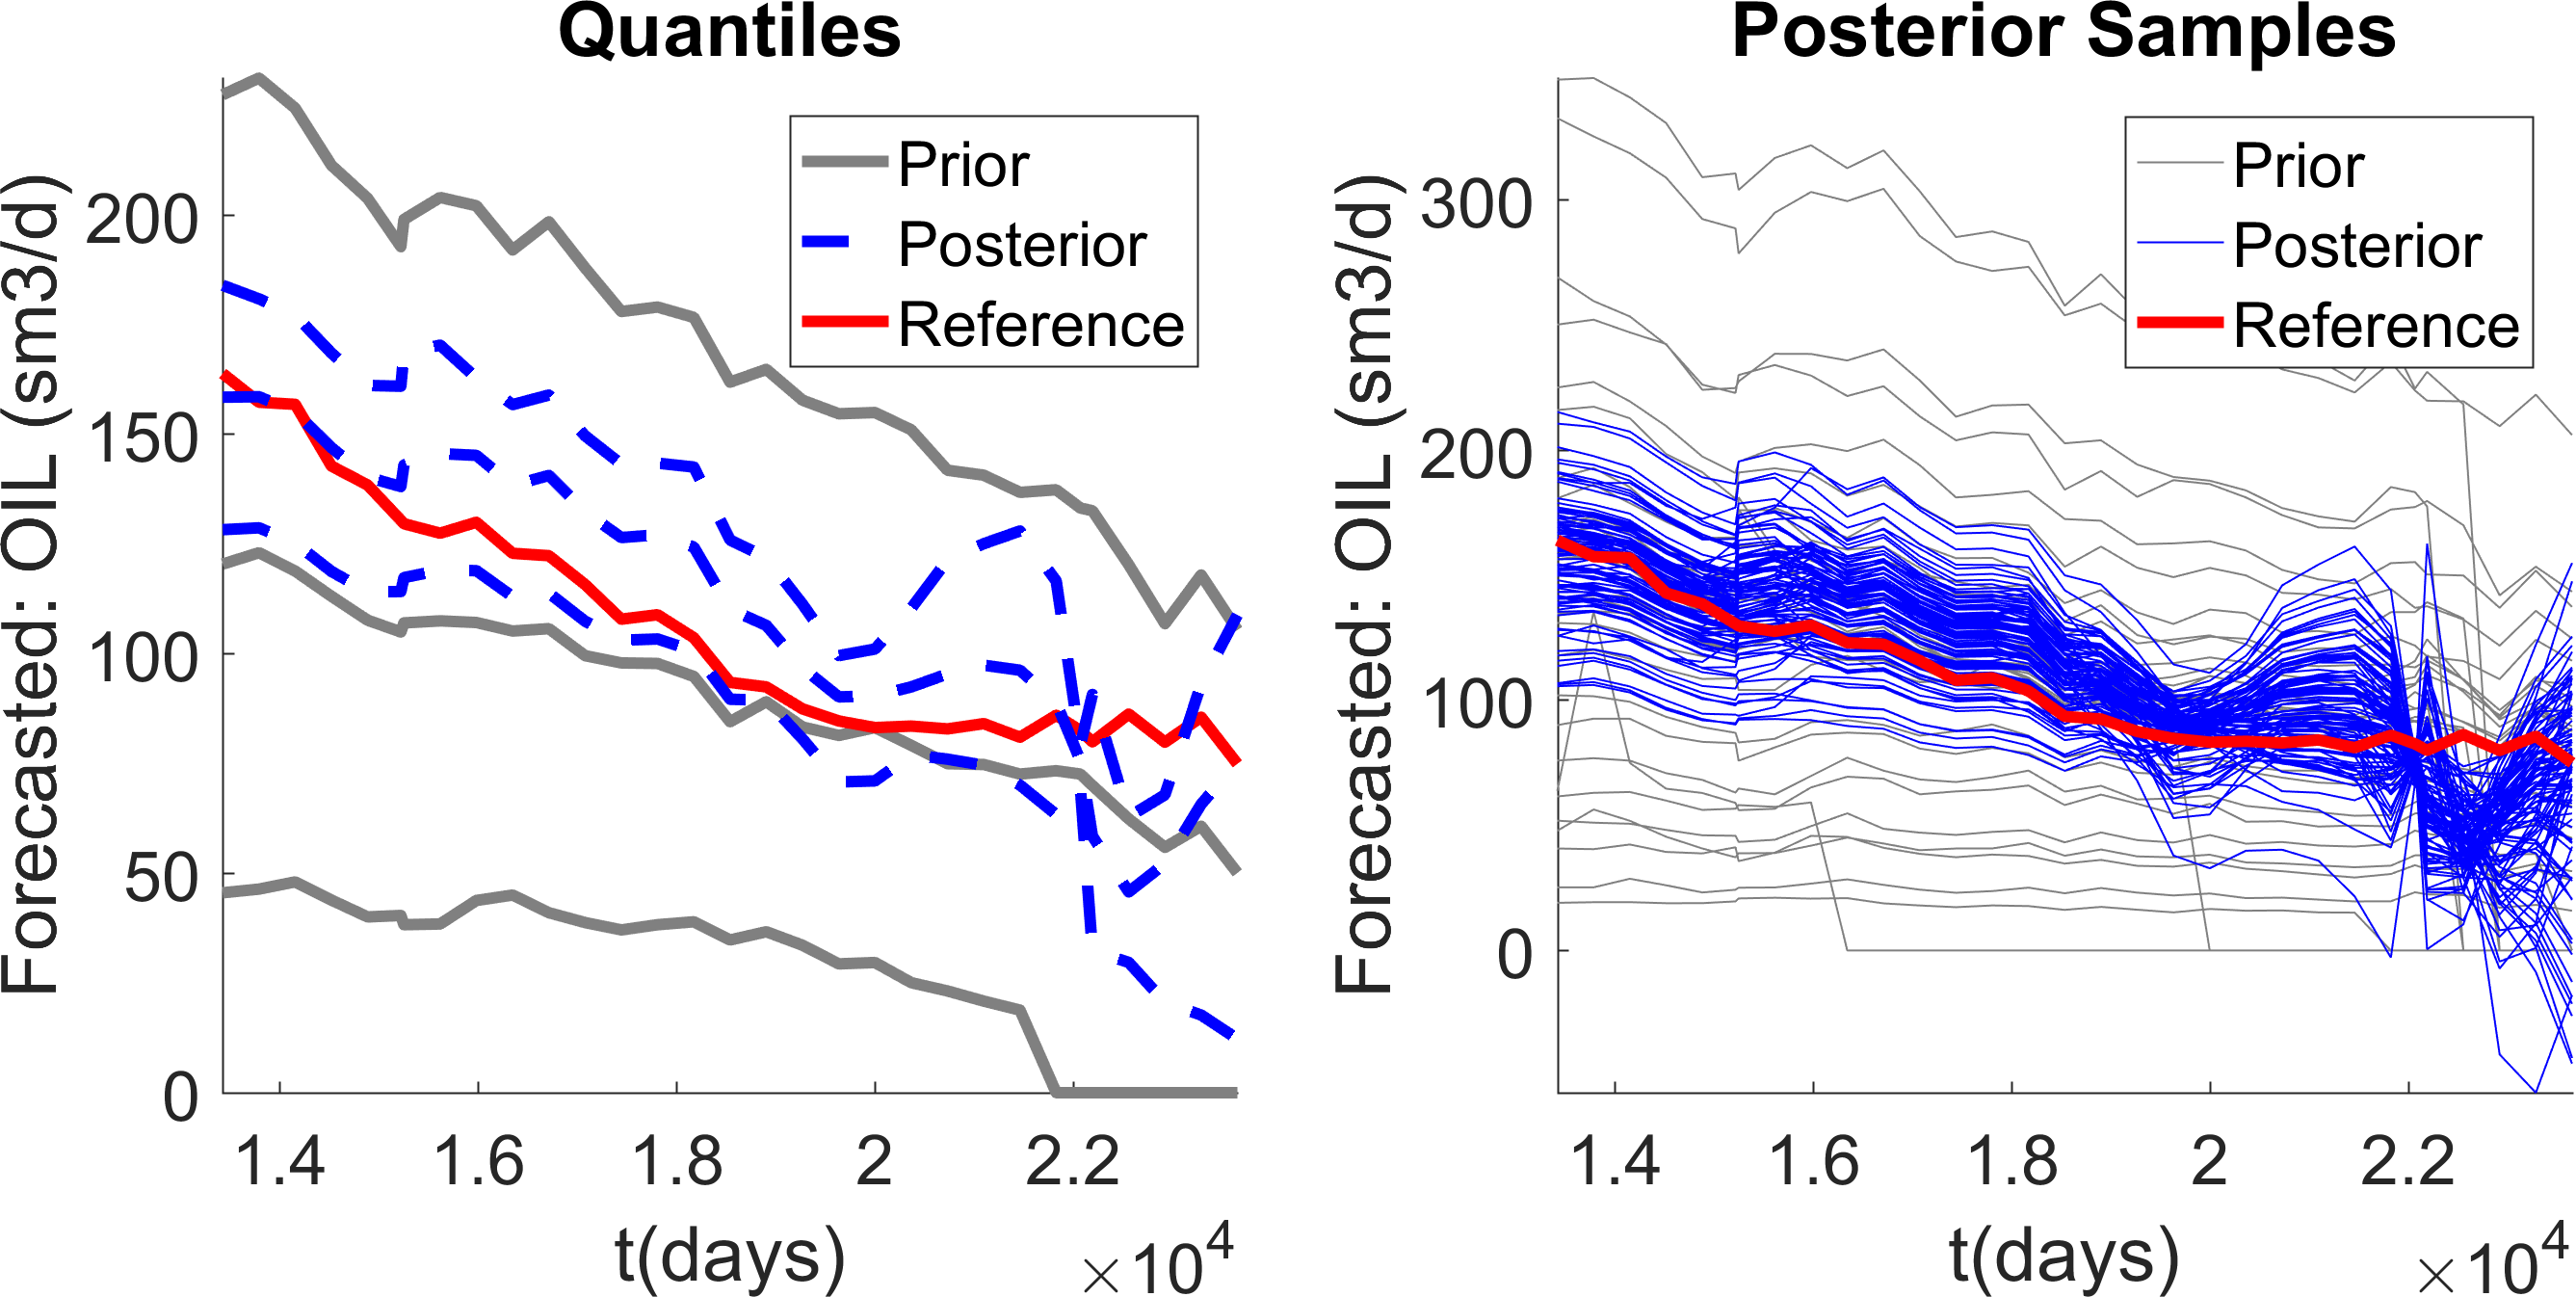 Quantiles
Forecasted: OIL (sm3/d)
200
150
100
50
0
Prior
Posterior
Reference
1.4 1.6 1.8 2 2.2
t(days)
×10^4
Posterior Samples
Forecasted: OIL (sm3/d)
300
200
100
0
Prior
Posterior
Reference
1.4 1.6 1.8 2 2.2
t(days)
×10^4